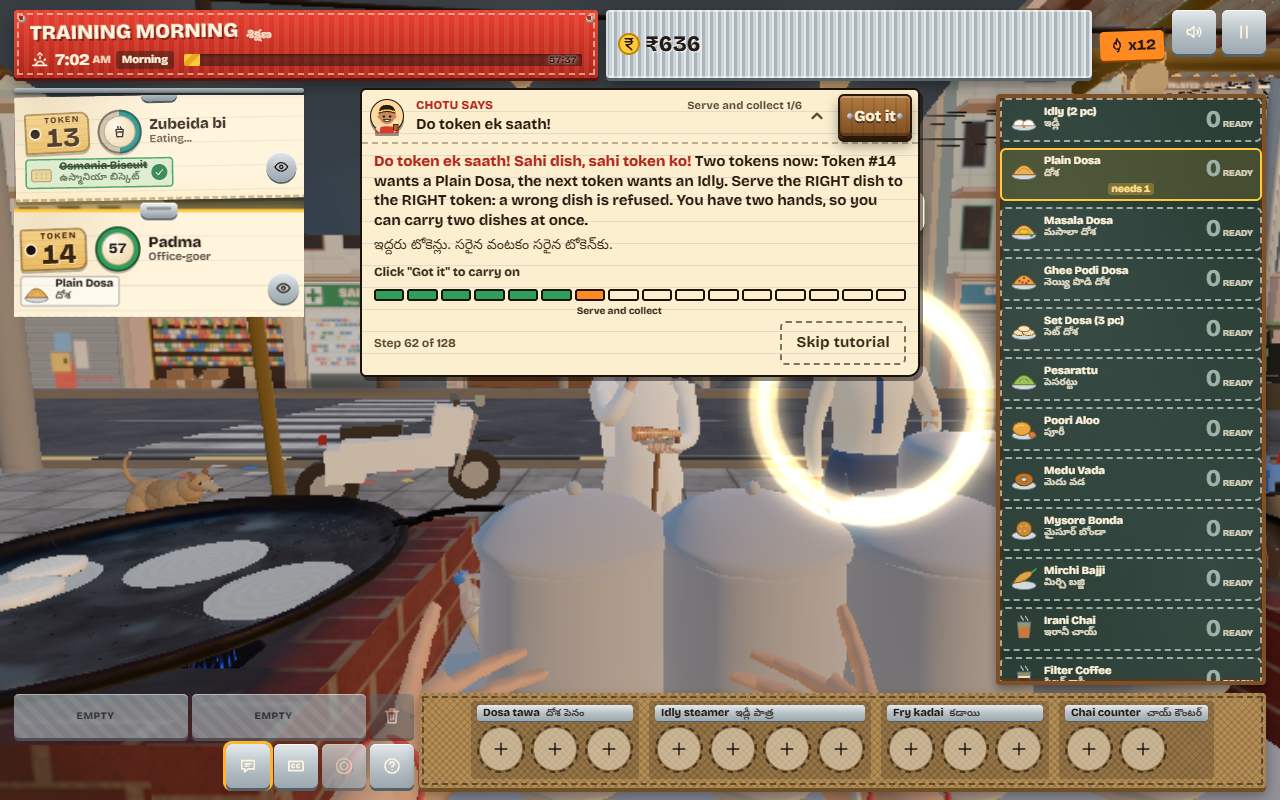 TRAINING MORNING శిక్షణ
7:02 AM Morning 57:37
₹636
x12
TOKEN
13
Zubeida bi
Eating...
Osmania Biscuit
ఉస్మానియా బిస్కెట్
TOKEN
14
57
Padma
Office-goer
Plain Dosa
దోశ
CHOTU SAYS
Do token ek saath!
Serve and collect 1/6
Got it
Do token ek saath! Sahi dish, sahi token ko! Two tokens now: Token #14
wants a Plain Dosa, the next token wants an Idly. Serve the RIGHT dish to
the RIGHT token: a wrong dish is refused. You have two hands, so you
can carry two dishes at once.
ఇద్దరు టోకెన్లు. సరైన వంటకం సరైన టోకెన్‌కు.
Click "Got it" to carry on
Serve and collect
Step 62 of 128
Skip tutorial
Idly (2 pc)
ఇడ్లీ
0 READY
Plain Dosa
దోశ
0 READY
needs 1
Masala Dosa
మసాలా దోశ
0 READY
Ghee Podi Dosa
నెయ్యి పొడి దోశ
0 READY
Set Dosa (3 pc)
సెట్ దోశ
0 READY
Pesarattu
పెసరట్టు
0 READY
Poori Aloo
పూరీ
0 READY
Medu Vada
మెదు వడ
0 READY
Mysore Bonda
మైసూర్ బోండా
0 READY
Mirchi Bajji
మిర్చి బజ్జి
0 READY
Irani Chai
ఇరానీ చాయ్
0 READY
Filter Coffee
EMPTY
EMPTY
Dosa tawa దోశ పెనం
Idly steamer ఇడ్లీ పాత్ర
Fry kadai కడాయి
Chai counter చాయ్ కౌంటర్